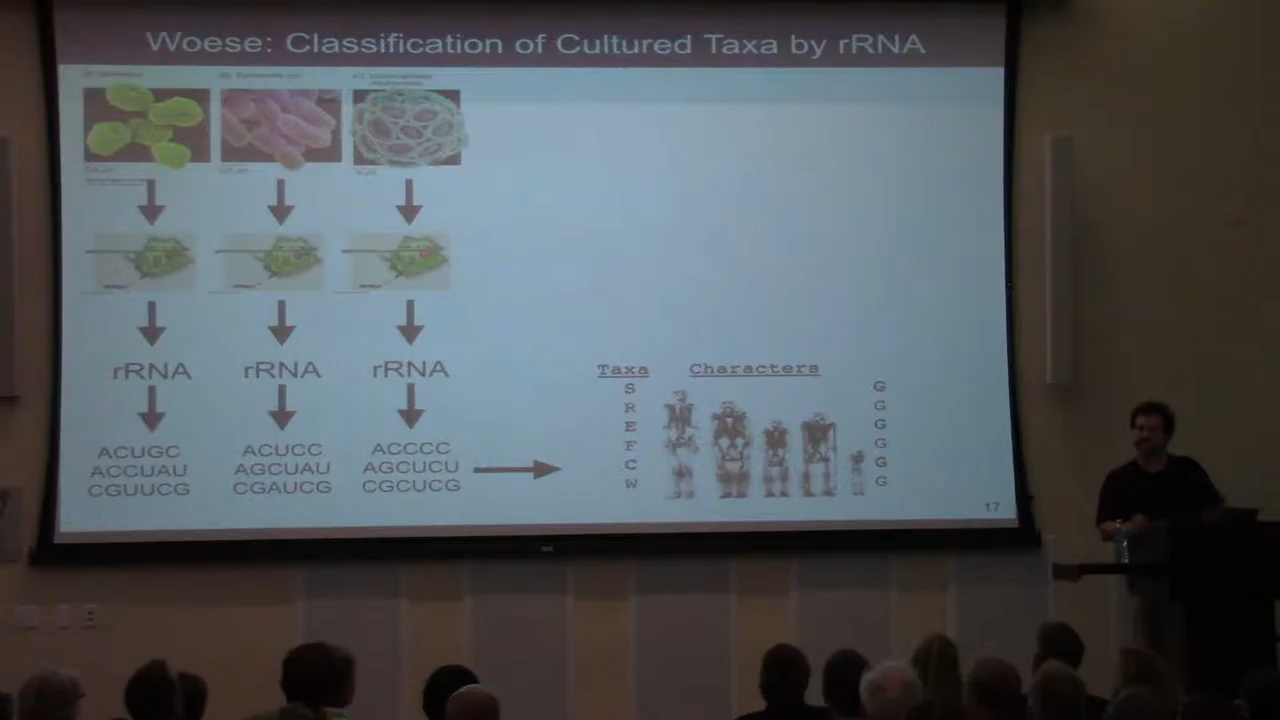 Woese: Classification of Cultured Taxa by rRNA
rRNA rRNA rRNA
ACUGC ACUCC ACCCC
ACCUAU AGCUAU AGCUCU
CGUUCG CGAUCG CGCUCG
Taxa Characters
S G
R G
E G
F G
C G
W G
17